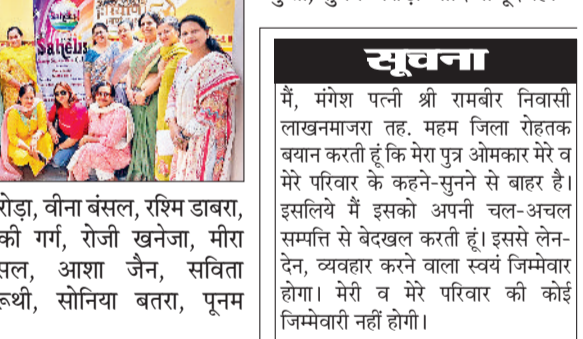 Sahelis
सूचना
मैं, मंगेश पत्नी श्री रामबीर निवासी
लाखनमाजरा तह. महम जिला रोहतक
बयान करती हूं कि मेरा पुत्र ओमकार मेरे व
मेरे परिवार के कहने-सुनने से बाहर है।
इसलिये मैं इसको अपनी चल-अचल
सम्पत्ति से बेदखल करती हूं। इससे लेन-
देन, व्यवहार करने वाला स्वयं जिम्मेवार
होगा। मेरी व मेरे परिवार की कोई
जिम्मेवारी नहीं होगी।
रोड़ा, वीना बंसल, रश्मि डाबरा,
की गर्ग, रोजी खनेजा, मीरा
सल, आशा जैन, सविता
रूथी, सोनिया बतरा, पूनम